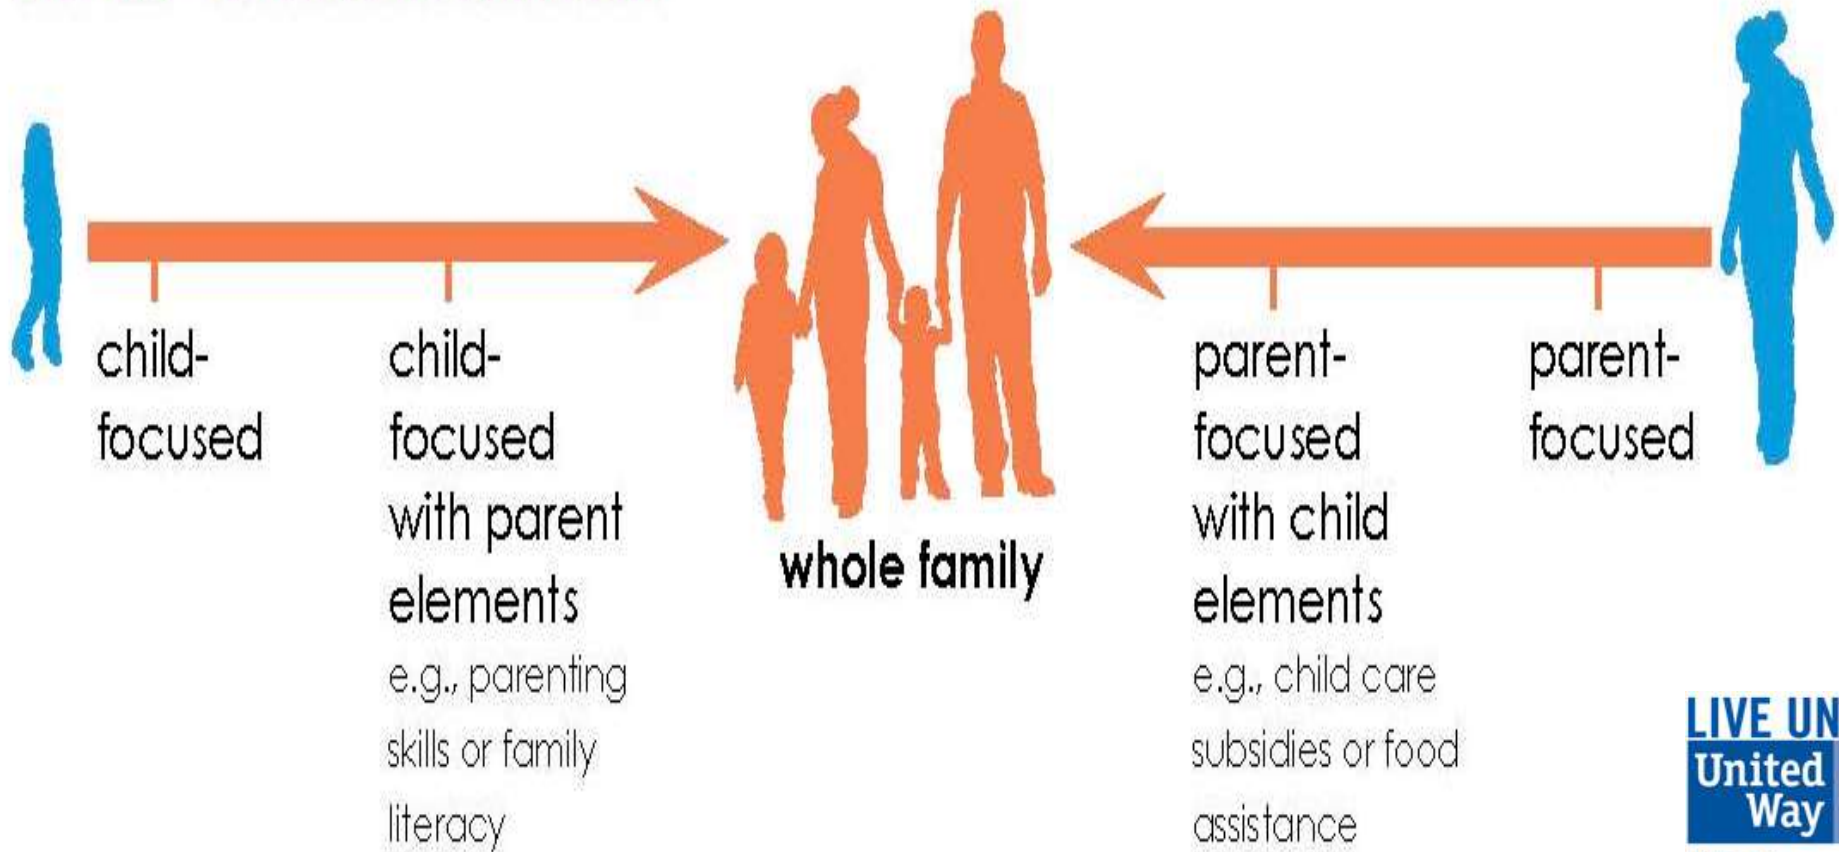 child-
focused
child-
focused
with parent
elements
e.g., parenting
skills or family
literacy
whole family
parent-
focused
with child
elements
e.g., child care
subsidies or food
assistance
parent-
focused
LIVE UN
United
Way